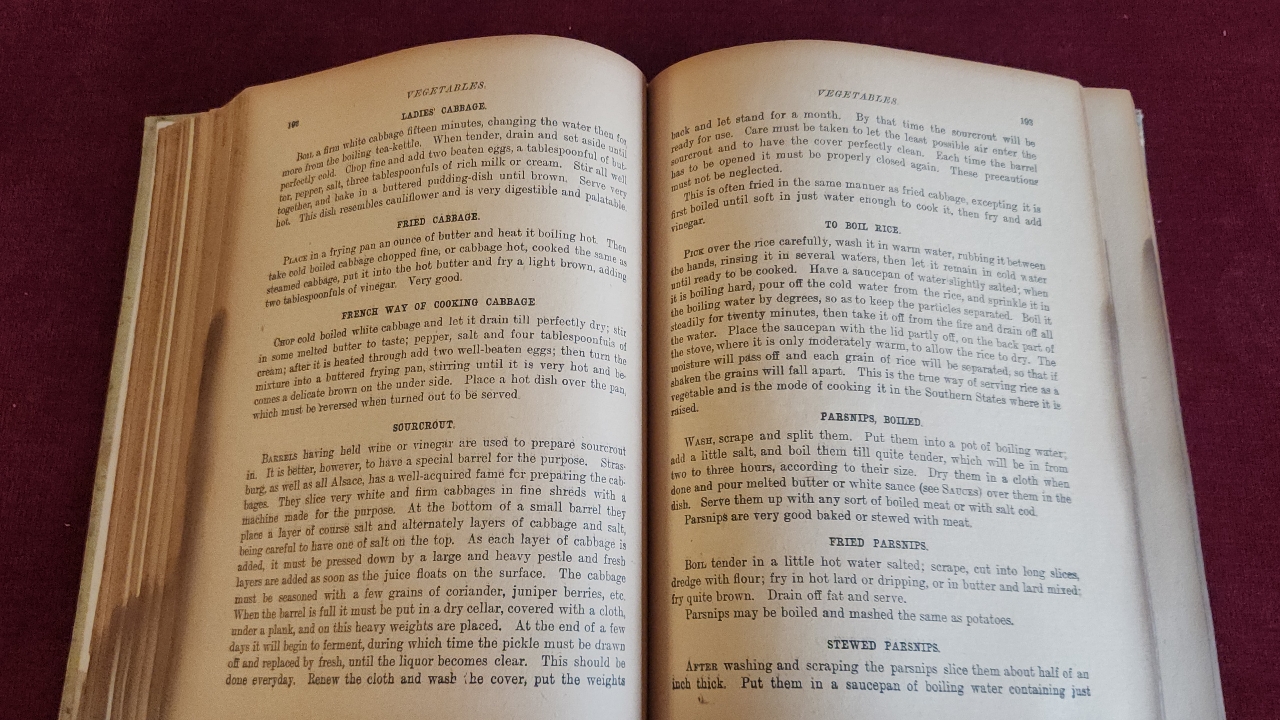 VEGETABLES.
192
LADIES' CABBAGE.
BOIL a firm white cabbage fifteen minutes, changing the water then for
more from the boiling tea-kettle. When tender, drain and set aside until
perfectly cold. Chop fine and add two beaten eggs, a tablespoonful of but-
ter, pepper, salt, three tablespoonfuls of rich milk or cream. Stir all well
together, and bake in a buttered pudding-dish until brown. Serve very
hot. This dish resembles cauliflower and is very digestible and palatable.
FRIED CABBAGE.
PLACE in a frying pan an ounce of butter and heat it boiling hot. Then
take cold boiled cabbage chopped fine, or cabbage hot, cooked the same as
steamed cabbage, put it into the hot butter and fry a light brown, adding
two tablespoonfuls of vinegar. Very good.
FRENCH WAY OF COOKING CABBAGE
CHOP cold boiled white cabbage and let it drain till perfectly dry; stir
in some melted butter to taste; pepper, salt and four tablespoonfuls of
cream; after it is heated through add two well-beaten eggs; then turn the
mixture into a buttered frying pan, stirring until it is very hot and be-
comes a delicate brown on the under side. Place a hot dish over the pan,
which must be reversed when turned out to be served.
SOURCROUT.
BARRELS having held wine or vinegar are used to prepare sourcrout
in. It is better, however, to have a special barrel for the purpose. Stras-
burg, as well as all Alsace, has a well-acquired fame for preparing the cab-
bages. They slice very white and firm cabbages in fine shreds with a
machine made for the purpose. At the bottom of a small barrel they
place a layer of course salt and alternately layers of cabbage and salt,
being careful to have one of salt on the top. As each layer of cabbage is
added, it must be pressed down by a large and heavy pestle and fresh
layers are added as soon as the juice floats on the surface. The cabbage
must be seasoned with a few grains of coriander, juniper berries, etc.
When the barrel is full it must be put in a dry cellar, covered with a cloth,
under a plank, and on this heavy weights are placed. At the end of a few
days it will begin to ferment, during which time the pickle must be drawn
off and replaced by fresh, until the liquor becomes clear. This should be
done everyday. Renew the cloth and wash the cover, put the weights
VEGETABLES.
193
back and let stand for a month. By that time the sourcrout will be
ready for use. Care must be taken to let the least possible air enter the
sourcrout and to have the cover perfectly clean. Each time the barrel
has to be opened it must be properly closed again. These precautions
must not be neglected.
This is often fried in the same manner as fried cabbage, excepting it is
first boiled until soft in just water enough to cook it, then fry and add
vinegar.
TO BOIL RICE.
PICK over the rice carefully, wash it in warm water, rubbing it between
the hands, rinsing it in several waters, then let it remain in cold water
until ready to be cooked. Have a saucepan of water slightly salted; when
it is boiling hard, pour off the cold water from the rice, and sprinkle it in
the boiling water by degrees, so as to keep the particles separated. Boil it
steadily for twenty minutes, then take it off from the fire and drain off all
the water. Place the saucepan with the lid partly off, on the back part of
the stove, where it is only moderately warm, to allow the rice to dry. The
moisture will pass off and each grain of rice will be separated, so that if
shaken the grains will fall apart. This is the true way of serving rice as a
vegetable and is the mode of cooking it in the Southern States where it is
raised.
PARSNIPS, BOILED.
WASH, scrape and split them. Put them into a pot of boiling water;
add a little salt, and boil them till quite tender, which will be in from
two to three hours, according to their size. Dry them in a cloth when
done and pour melted butter or white sauce (see SAUCES) over them in the
dish. Serve them up with any sort of boiled meat or with salt cod.
Parsnips are very good baked or stewed with meat.
FRIED PARSNIPS.
BOIL tender in a little hot water salted; scrape, cut into long slices,
dredge with flour; fry in hot lard or dripping, or in butter and lard mixed;
fry quite brown. Drain off fat and serve.
Parsnips may be boiled and mashed the same as potatoes.
STEWED PARSNIPS.
AFTER washing and scraping the parsnips slice them about half of an
inch thick. Put them in a saucepan of boiling water containing just